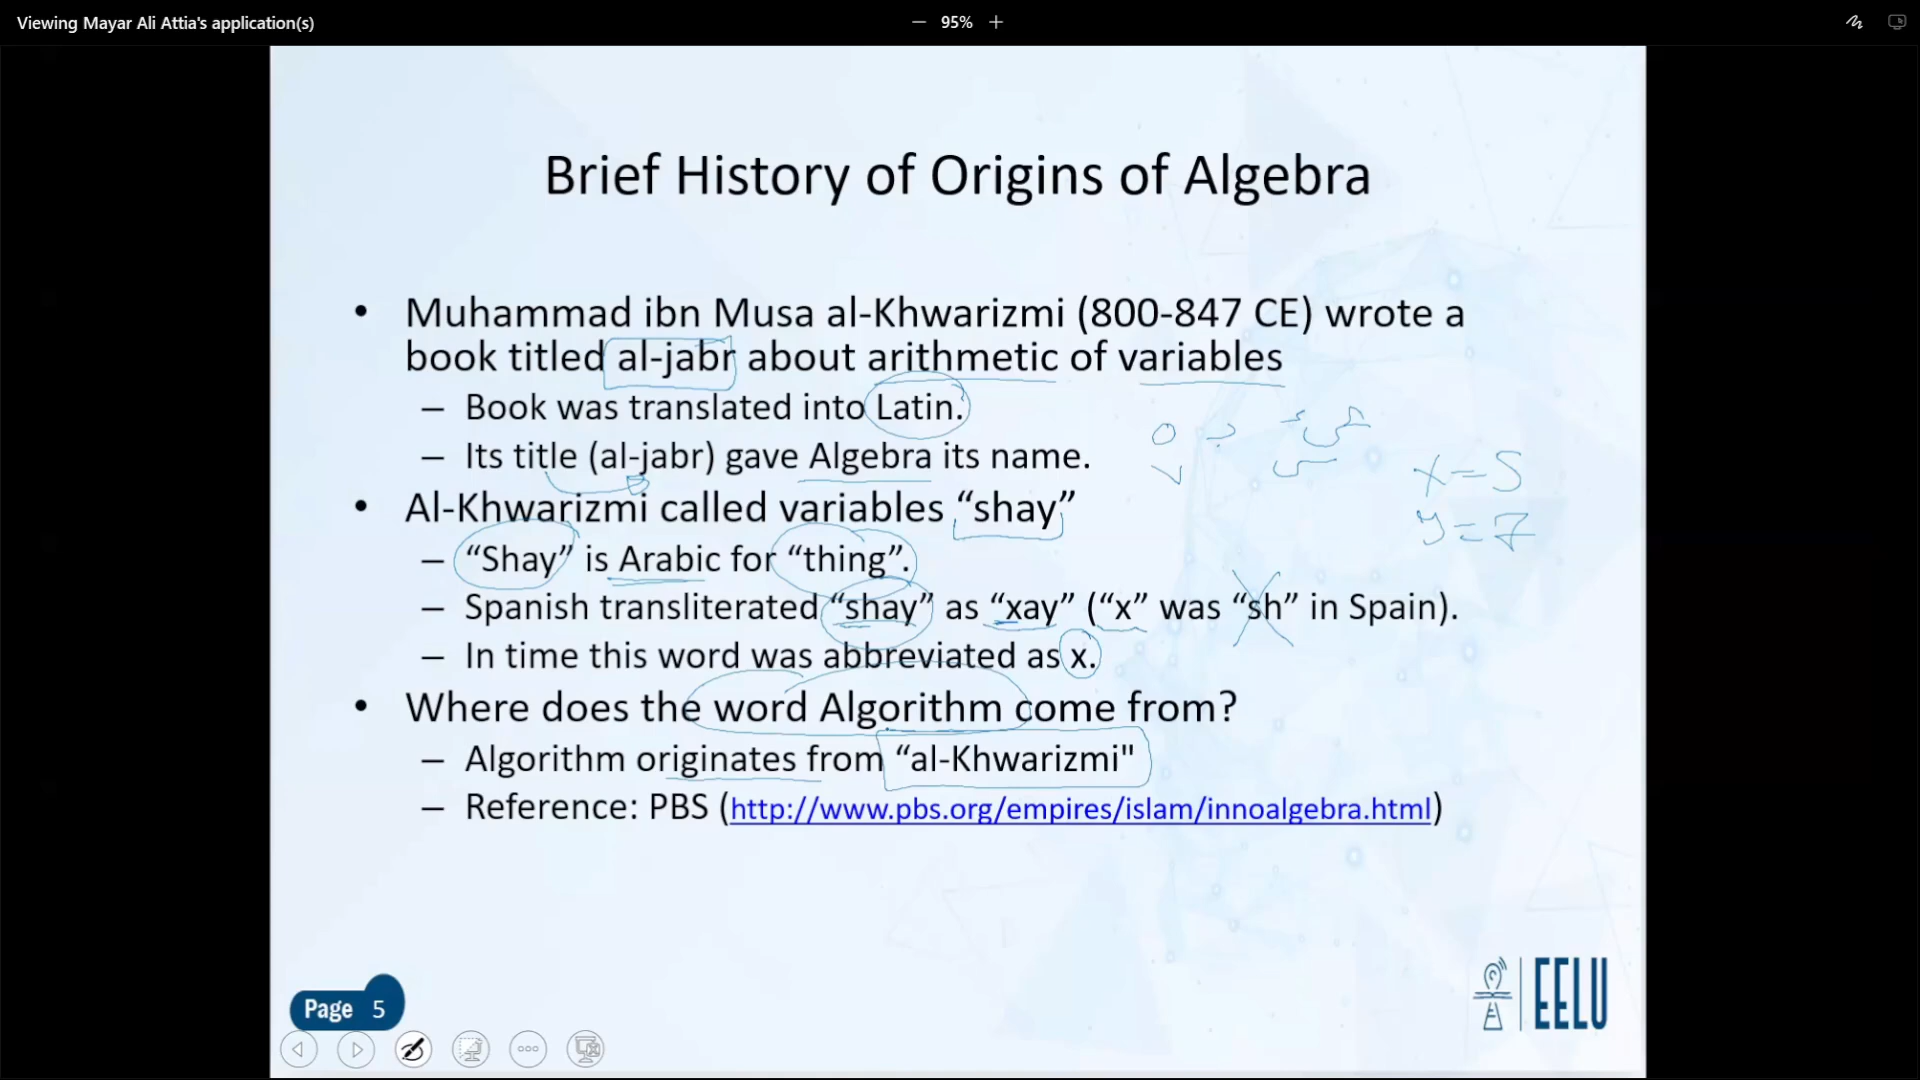 Viewing Mayar Ali Attia's application(s)
95%
Brief History of Origins of Algebra
• Muhammad ibn Musa al-Khwarizmi (800-847 CE) wrote a
book titled al-jabr about arithmetic of variables
– Book was translated into Latin.
– Its title (al-jabr) gave Algebra its name.
x=5
y=7
• Al-Khwarizmi called variables “shay”
– “Shay” is Arabic for “thing”.
– Spanish transliterated “shay” as “xay” (“x” was “sh” in Spain).
– In time this word was abbreviated as x.
• Where does the word Algorithm come from?
– Algorithm originates from “al-Khwarizmi"
– Reference: PBS (http://www.pbs.org/empires/islam/innoalgebra.html)
Page 5
EELU